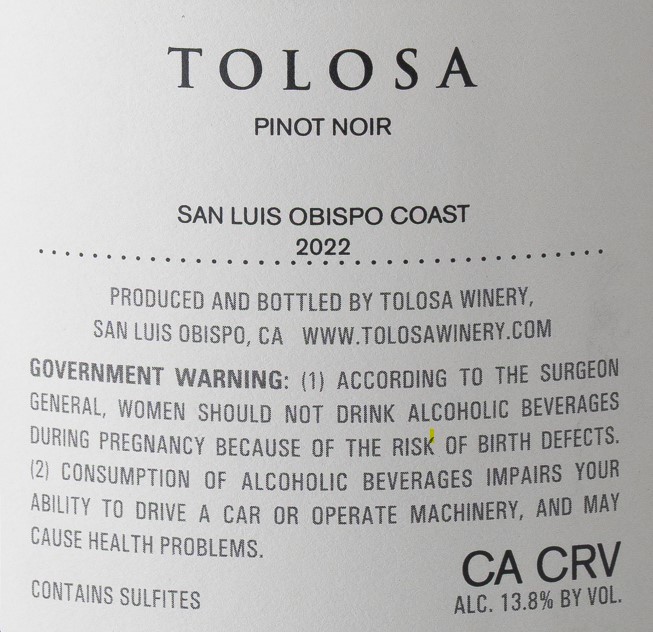 TOLOSA
PINOT NOIR
SAN LUIS OBISPO COAST
2022
PRODUCED AND BOTTLED BY TOLOSA WINERY,
SAN LUIS OBISPO, CA WWW.TOLOSAWINERY.COM
GOVERNMENT WARNING: (1) ACCORDING TO THE SURGEON
GENERAL, WOMEN SHOULD NOT DRINK ALCOHOLIC BEVERAGES
DURING PREGNANCY BECAUSE OF THE RISK OF BIRTH DEFECTS.
(2) CONSUMPTION OF ALCOHOLIC BEVERAGES IMPAIRS YOUR
ABILITY TO DRIVE A CAR OR OPERATE MACHINERY, AND MAY
CAUSE HEALTH PROBLEMS.
CA CRV
CONTAINS SULFITES
ALC. 13.8% BY VOL.